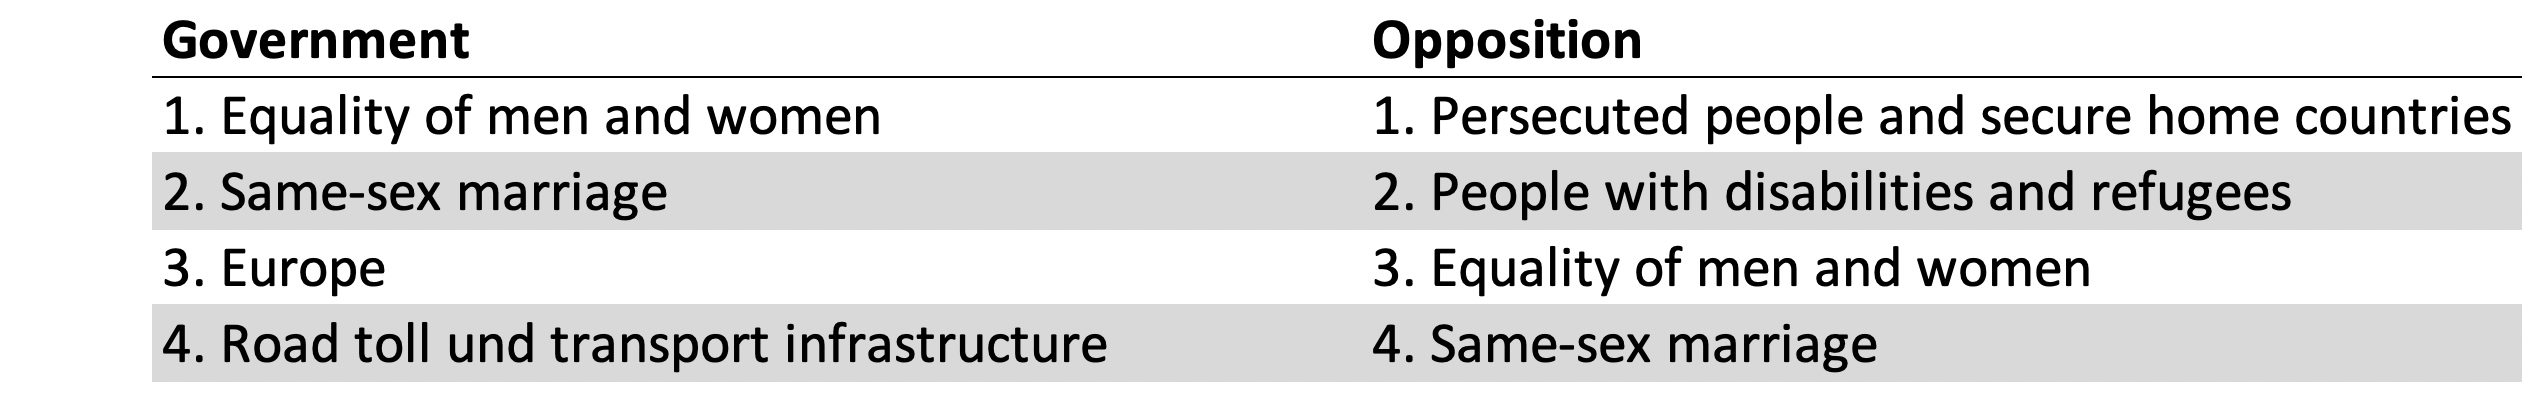 Government Opposition
1. Equality of men and women 1. Persecuted people and secure home countries
2. Same-sex marriage 2. People with disabilities and refugees
3. Europe 3. Equality of men and women
4. Road toll und transport infrastructure 4. Same-sex marriage